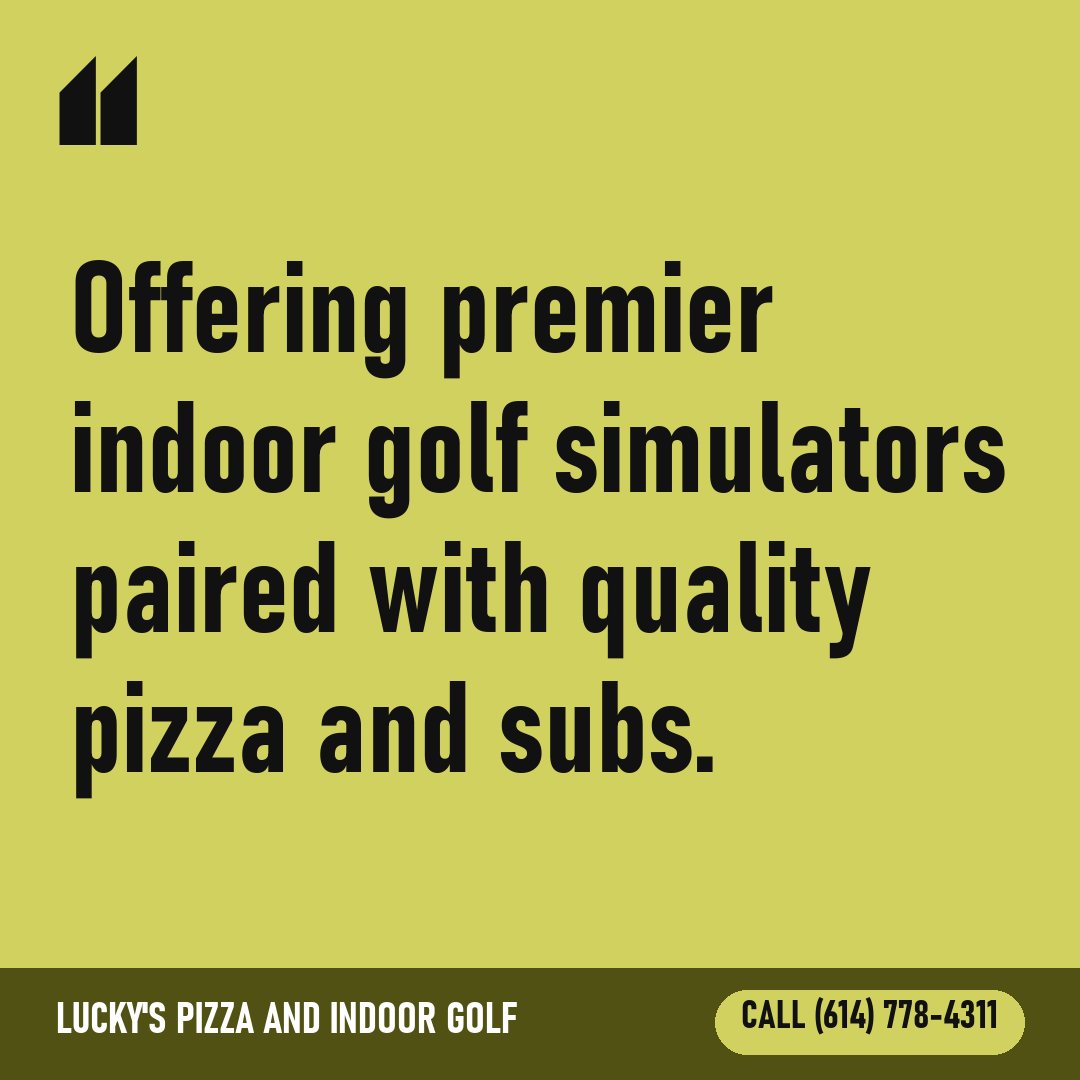 “
Offering premier
indoor golf simulators
paired with quality
pizza and subs.
LUCKY'S PIZZA AND INDOOR GOLF
CALL (614) 778-4311